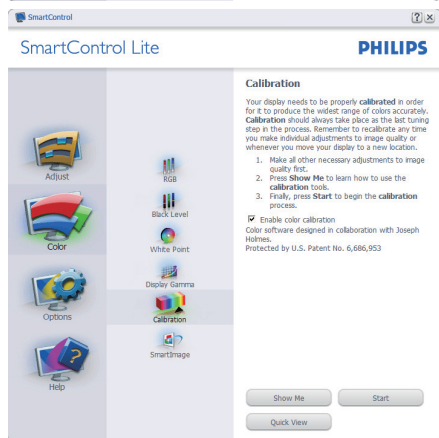 SmartControl
SmartControl Lite
PHILIPS
Adjust
Color
Options
Help
RGB
Black Level
White Point
Display Gamma
Calibration
SmartImage
Calibration
Your display needs to be properly calibrated in order
for it to produce the widest range of colors accurately.
Calibration should always take place as the last tuning
step in the process. Remember to recalibrate any time
you make individual adjustments to image quality or
whenever you move your display to a new location.
1. Make all other necessary adjustments to image
quality first.
2. Press Show Me to learn how to use the
calibration tools.
3. Finally, press Start to begin the calibration
process.
Enable color calibration
Color software designed in collaboration with Joseph
Holmes.
Protected by U.S. Patent No. 6,686,953
Show Me
Start
Quick View